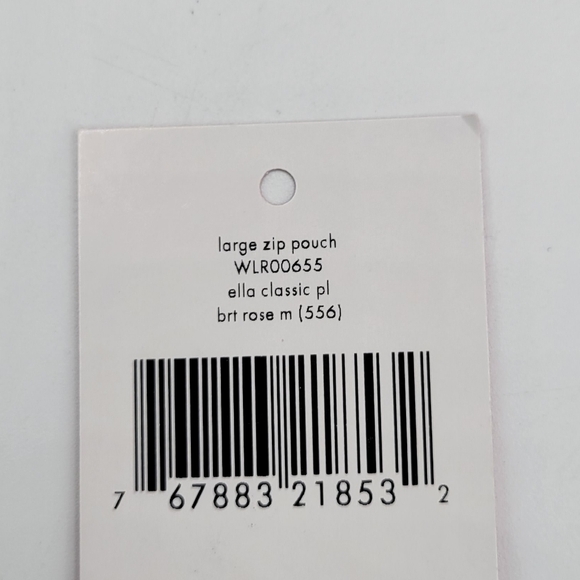 large zip pouch
WLR00655
ella classic pl
brt rose m (556)
7 67883 21853 2